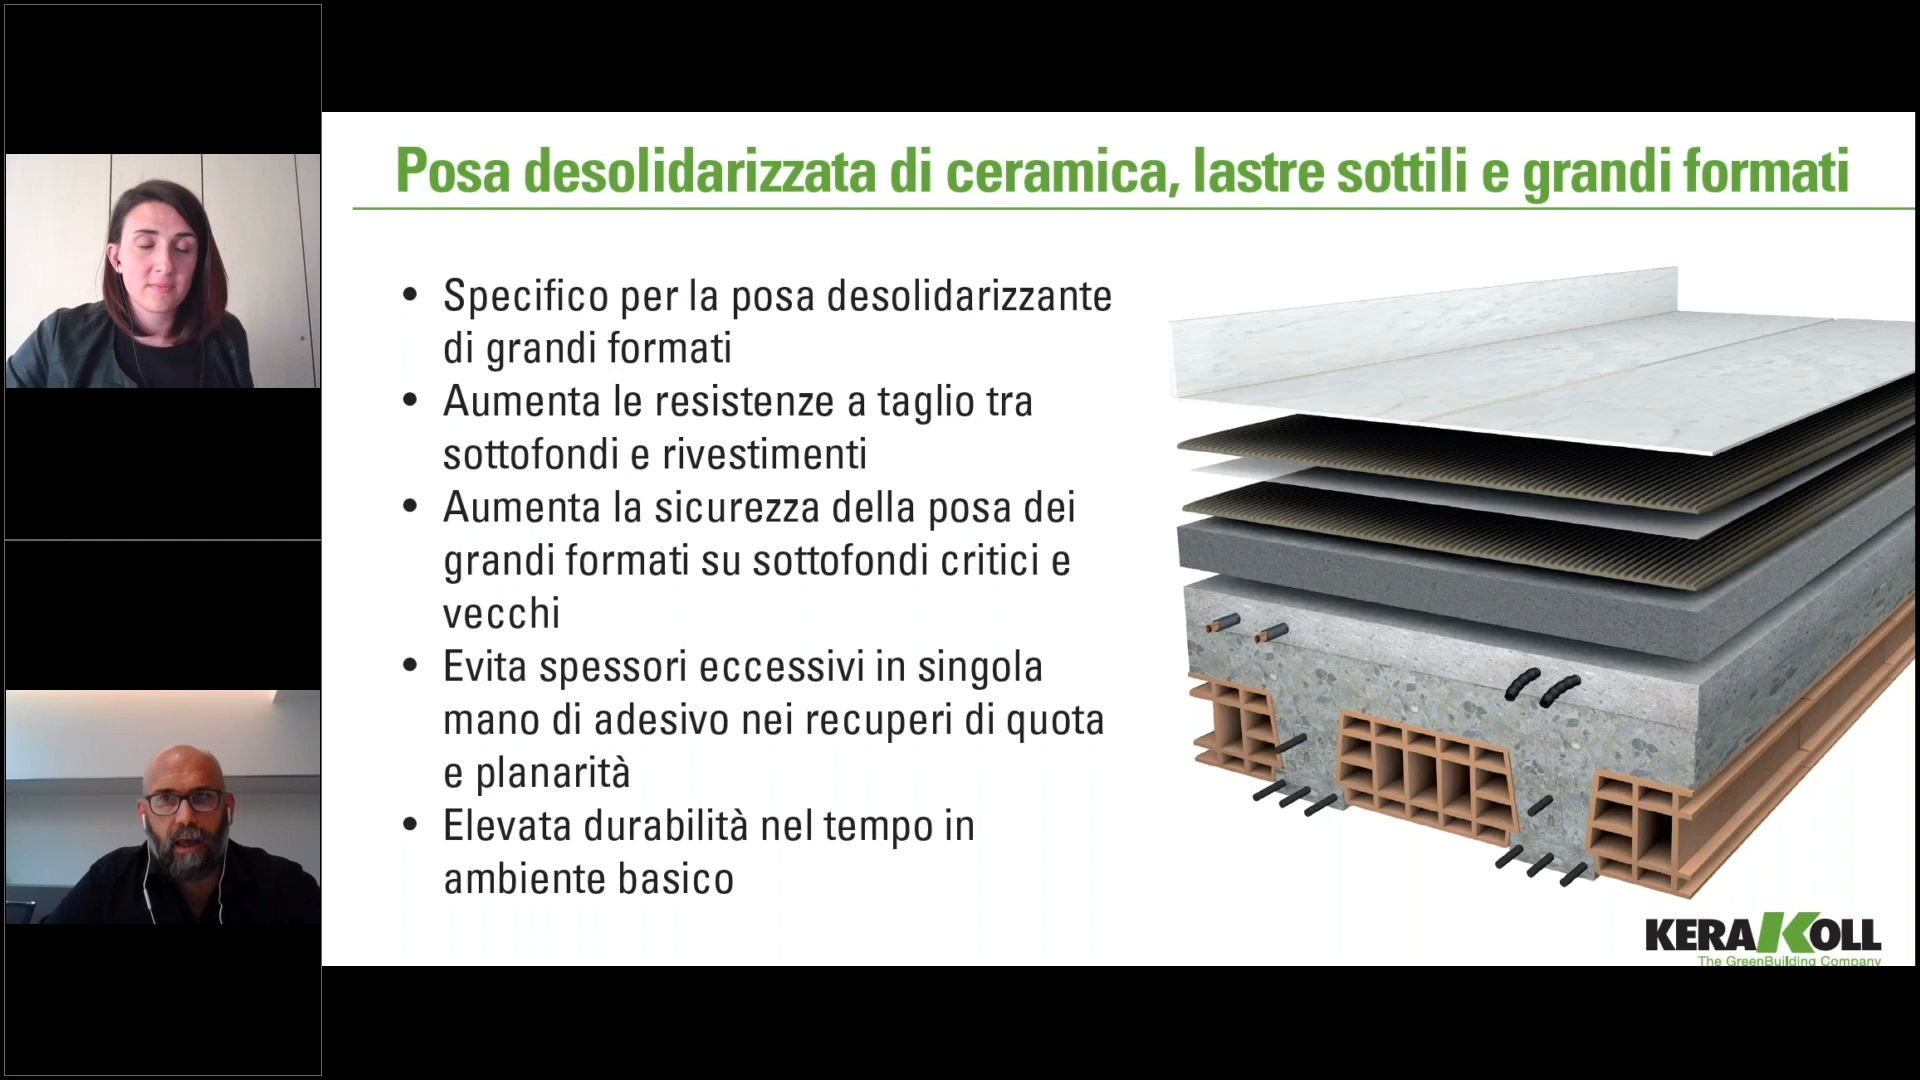 Posa desolidarizzata di ceramica, lastre sottili e grandi formati
• Specifico per la posa desolidarizzante
di grandi formati
• Aumenta le resistenze a taglio tra
sottofondi e rivestimenti
• Aumenta la sicurezza della posa dei
grandi formati su sottofondi critici e
vecchi
• Evita spessori eccessivi in singola
mano di adesivo nei recuperi di quota
e planarità
• Elevata durabilità nel tempo in
ambiente basico
KERAKOLL
The GreenBuilding Company